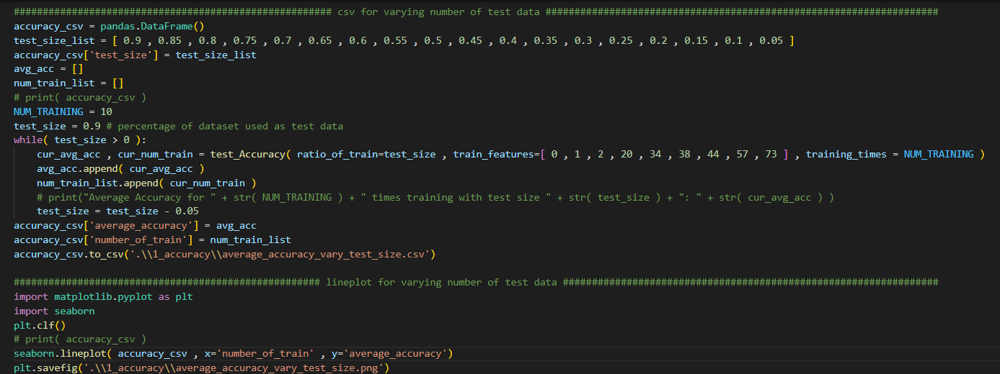 ####################################################### csv for varying number of test data ####################################################################
accuracy_csv = pandas.DataFrame()
test_size_list = [ 0.9 , 0.85 , 0.8 , 0.75 , 0.7 , 0.65 , 0.6 , 0.55 , 0.5 , 0.45 , 0.4 , 0.35 , 0.3 , 0.25 , 0.2 , 0.15 , 0.1 , 0.05 ]
accuracy_csv['test_size'] = test_size_list
avg_acc = []
num_train_list = []
# print( accuracy_csv )
NUM_TRAINING = 10
test_size = 0.9 # percentage of dataset used as test data
while( test_size > 0 ):
    cur_avg_acc , cur_num_train = test_Accuracy( ratio_of_train=test_size , train_features=[ 0 , 1 , 2 , 20 , 34 , 38 , 44 , 57 , 73 ] , training_times = NUM_TRAINING )
    avg_acc.append( cur_avg_acc )
    num_train_list.append( cur_num_train )
    # print("Average Accuracy for " + str( NUM_TRAINING ) + " times training with test size " + str( test_size ) + ": " + str( cur_avg_acc ) )
    test_size = test_size - 0.05
accuracy_csv['average_accuracy'] = avg_acc
accuracy_csv['number_of_train'] = num_train_list
accuracy_csv.to_csv('.\\1_accuracy\\average_accuracy_vary_test_size.csv')
##################################################### lineplot for varying number of test data #################################################################
import matplotlib.pyplot as plt
import seaborn
plt.clf()
# print( accuracy_csv )
seaborn.lineplot( accuracy_csv , x='number_of_train' , y='average_accuracy')
plt.savefig('.\\1_accuracy\\average_accuracy_vary_test_size.png')